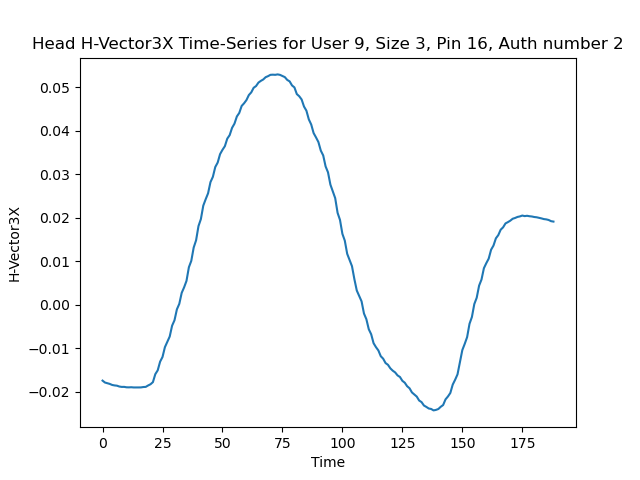 Head H-Vector3X Time-Series for User 9, Size 3, Pin 16, Auth number 2
0.05
0.04
0.03
0.02
0.01
0.00
−0.01
−0.02
H-Vector3X
0 25 50 75 100 125 150 175
Time